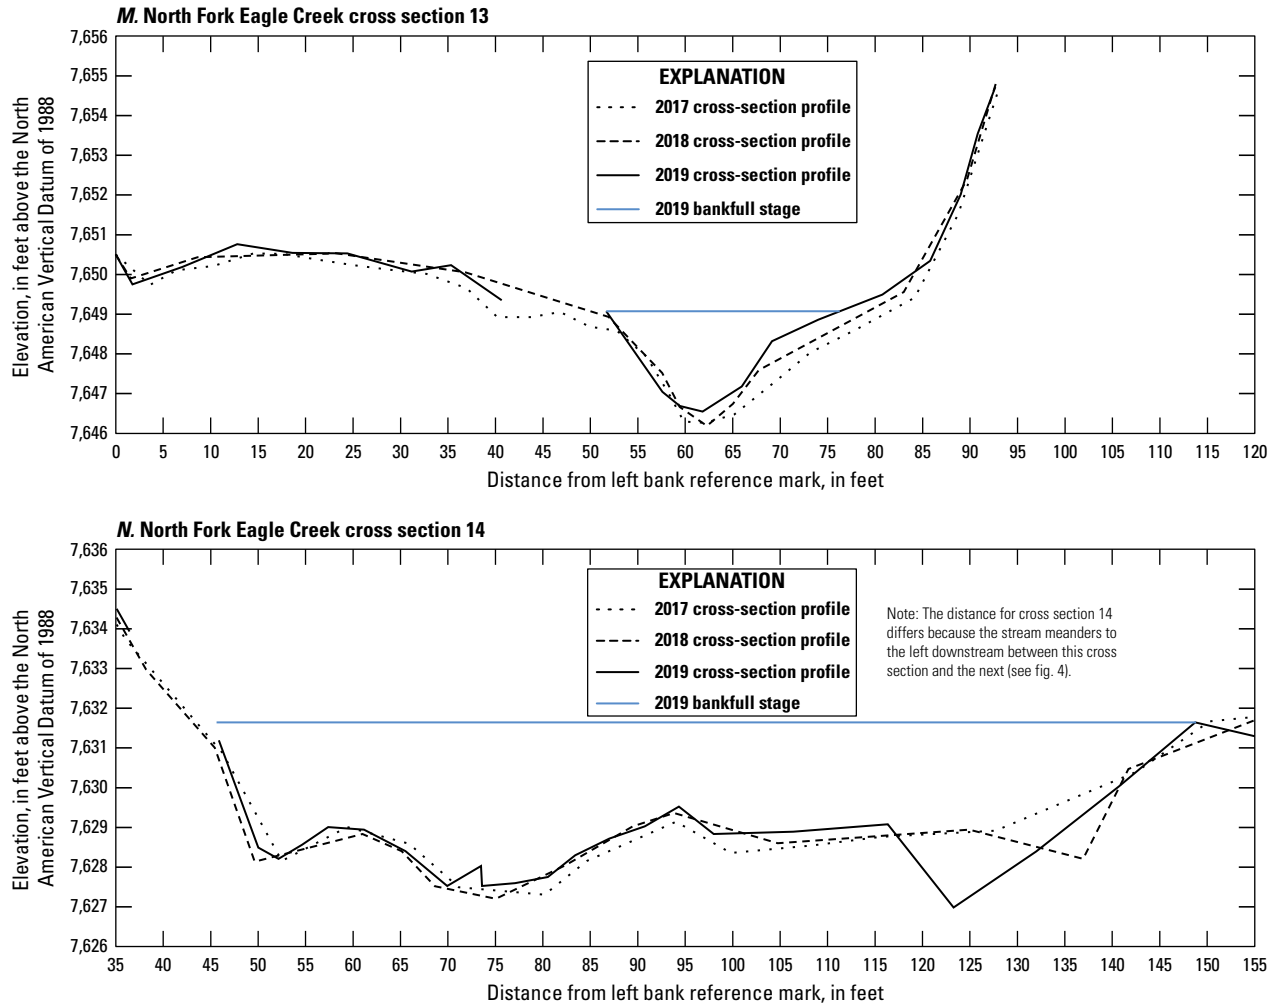 M. North Fork Eagle Creek cross section 13
Elevation, in feet above the North
American Vertical Datum of 1988
7,656
7,655
7,654
7,653
7,652
7,651
7,650
7,649
7,648
7,647
7,646
EXPLANATION
2017 cross-section profile
2018 cross-section profile
2019 cross-section profile
2019 bankfull stage
0 5 10 15 20 25 30 35 40 45 50 55 60 65 70 75 80 85 90 95 100 105 110 115 120
Distance from left bank reference mark, in feet
N. North Fork Eagle Creek cross section 14
Elevation, in feet above the North
American Vertical Datum of 1988
7,636
7,635
7,634
7,633
7,632
7,631
7,630
7,629
7,628
7,627
7,626
EXPLANATION
2017 cross-section profile
2018 cross-section profile
2019 cross-section profile
2019 bankfull stage
Note: The distance for cross section 14
differs because the stream meanders to
the left downstream between this cross
section and the next (see fig. 4).
35 40 45 50 55 60 65 70 75 80 85 90 95 100 105 110 115 120 125 130 135 140 145 150 155
Distance from left bank reference mark, in feet